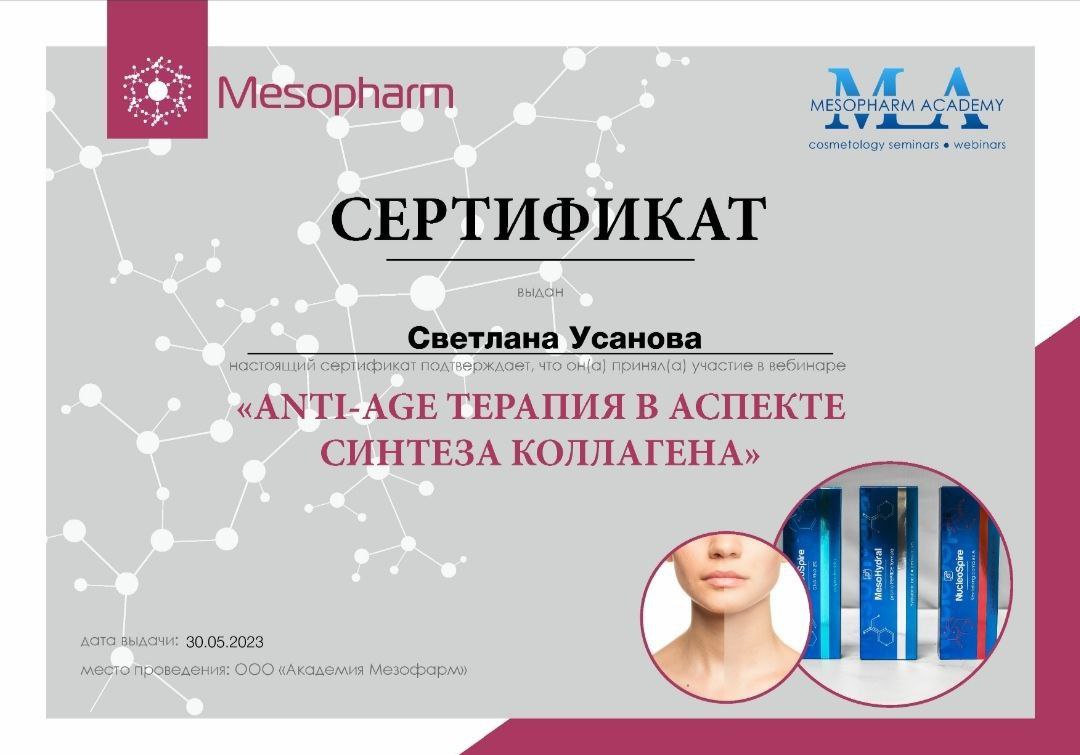 Mesopharm
MESOPHARM ACADEMY
cosmetology seminars • webinars
СЕРТИФИКАТ
выдан
Светлана Усанова
настоящий сертификат подтверждает, что он(а) принял(а) участие в вебинаре
«ANTI-AGE ТЕРАПИЯ В АСПЕКТЕ
СИНТЕЗА КОЛЛАГЕНА»
MesoHydral
NucleoSpire
дата выдачи: 30.05.2023
место проведения: ООО «Академия Мезофарм»